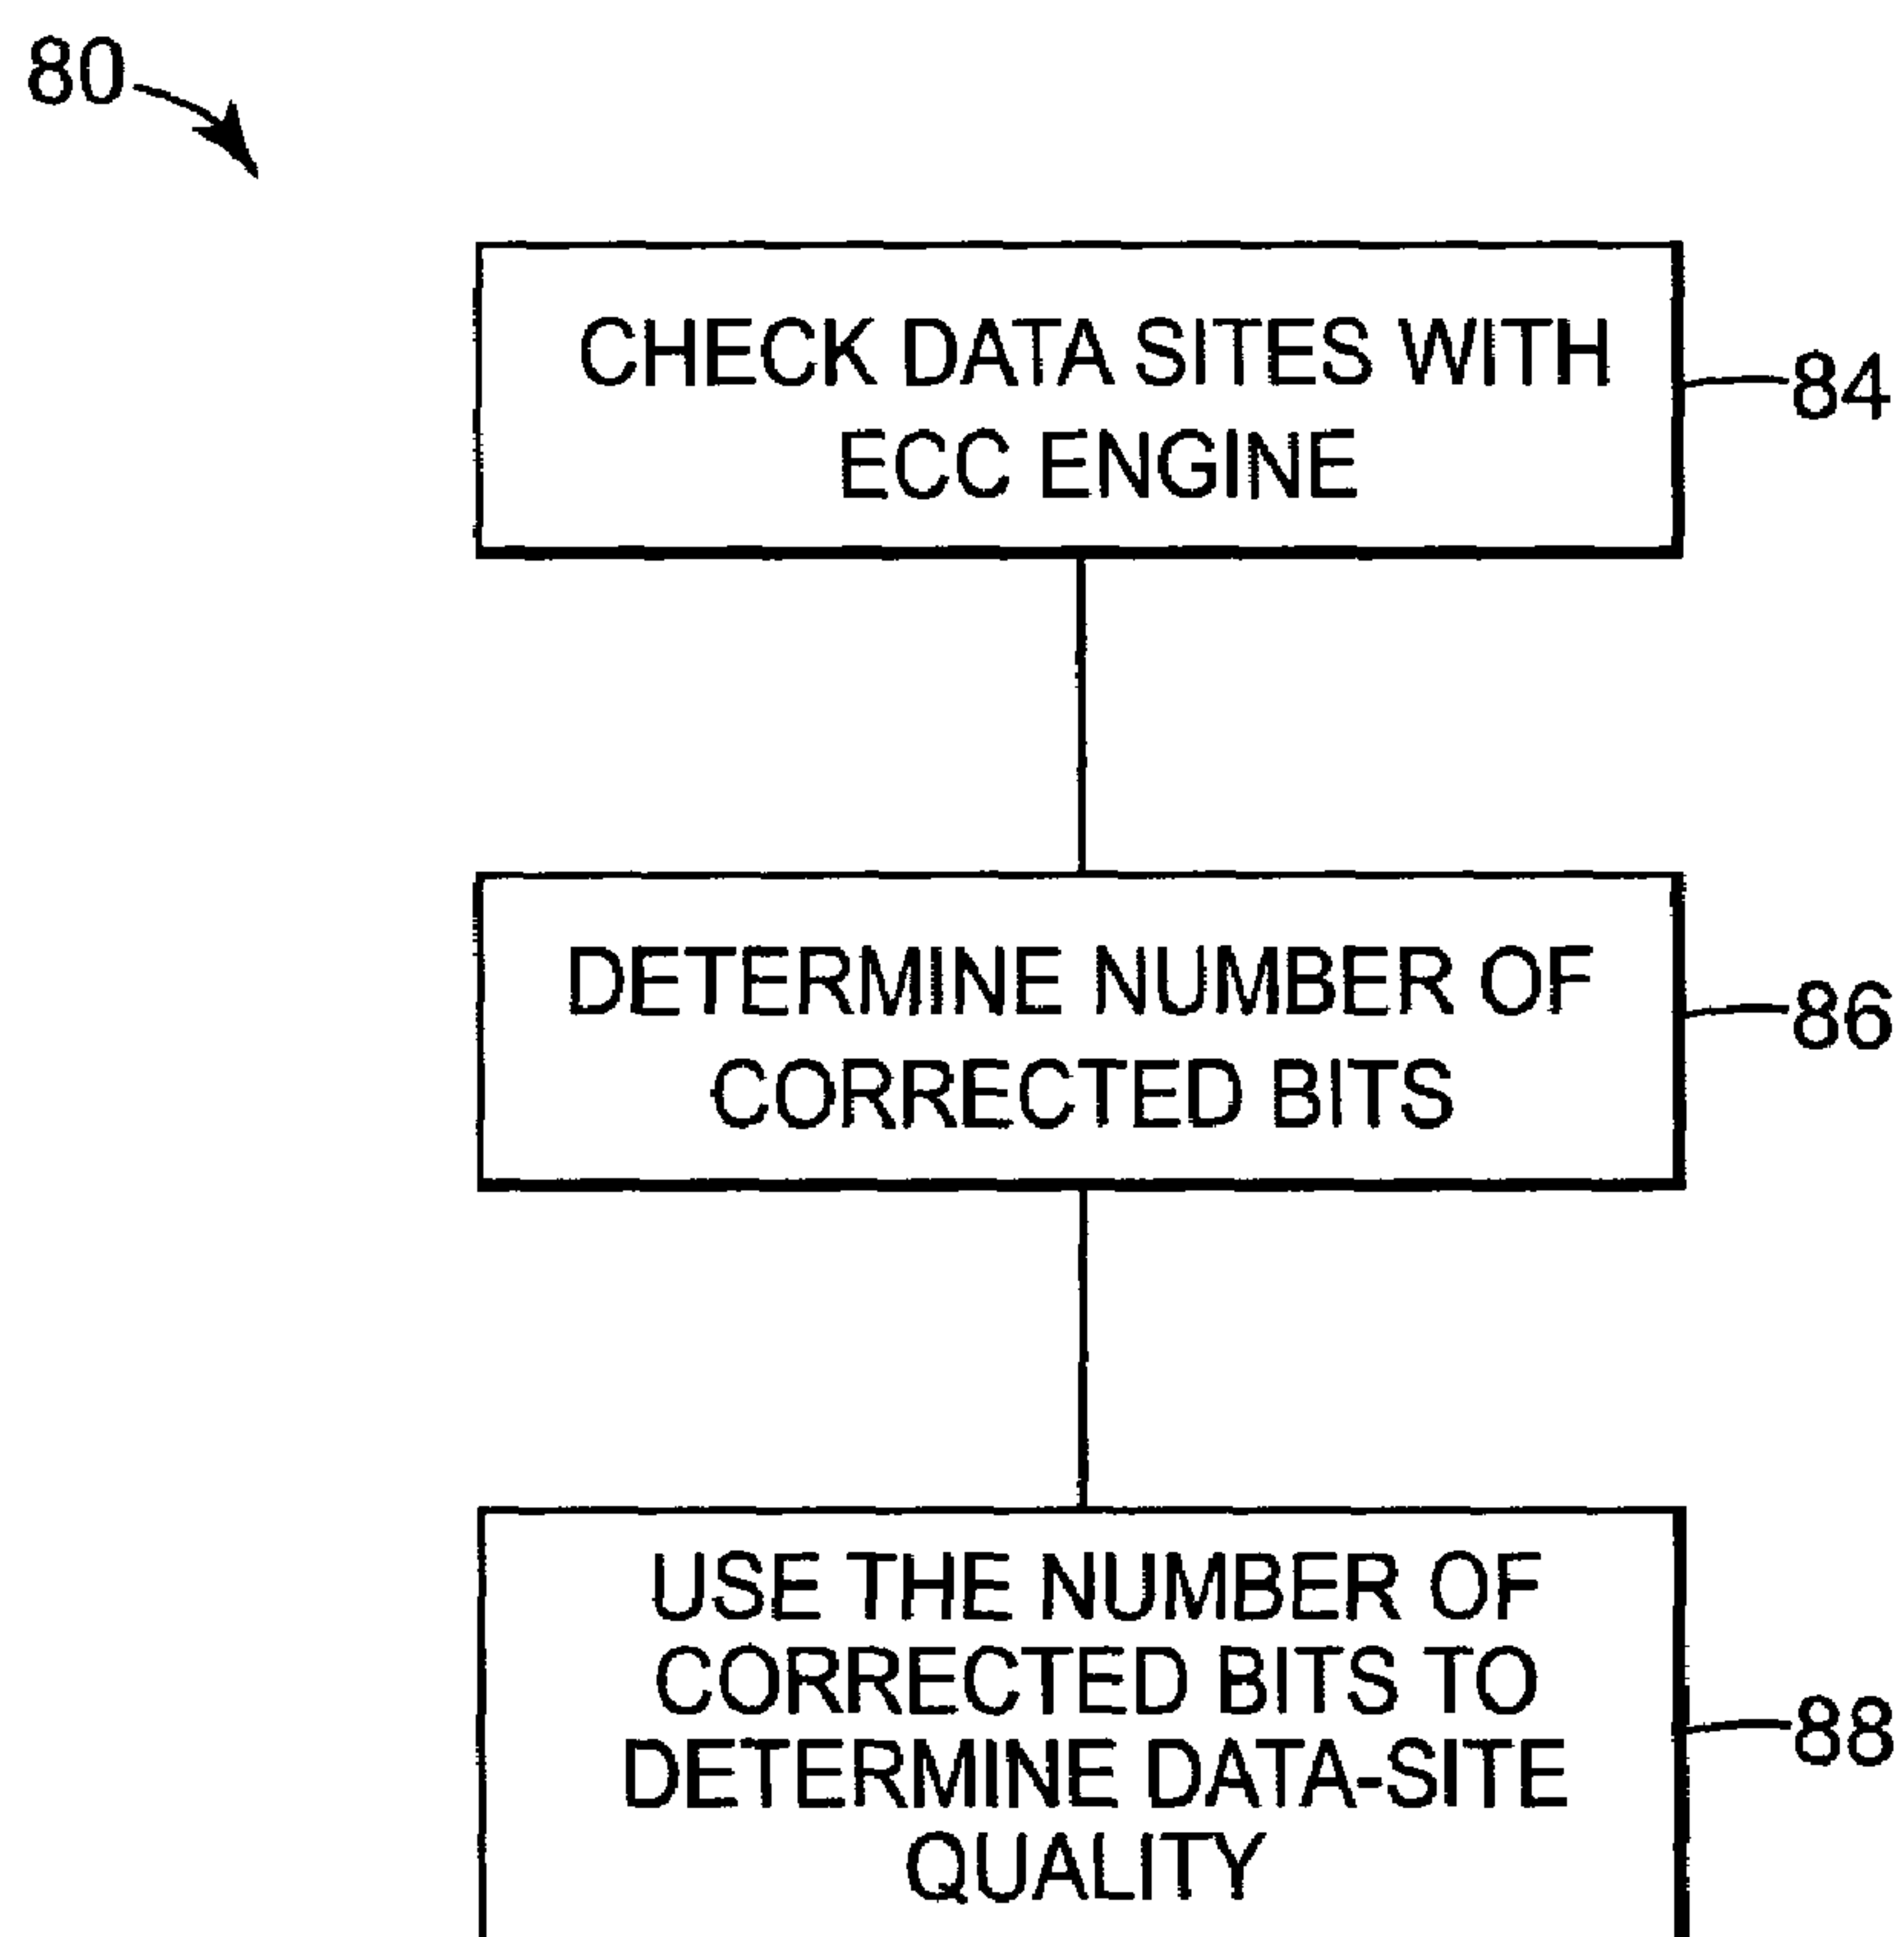 80
CHECK DATA SITES WITH
ECC ENGINE
84
DETERMINE NUMBER OF
CORRECTED BITS
86
USE THE NUMBER OF
CORRECTED BITS TO
DETERMINE DATA-SITE
QUALITY
88